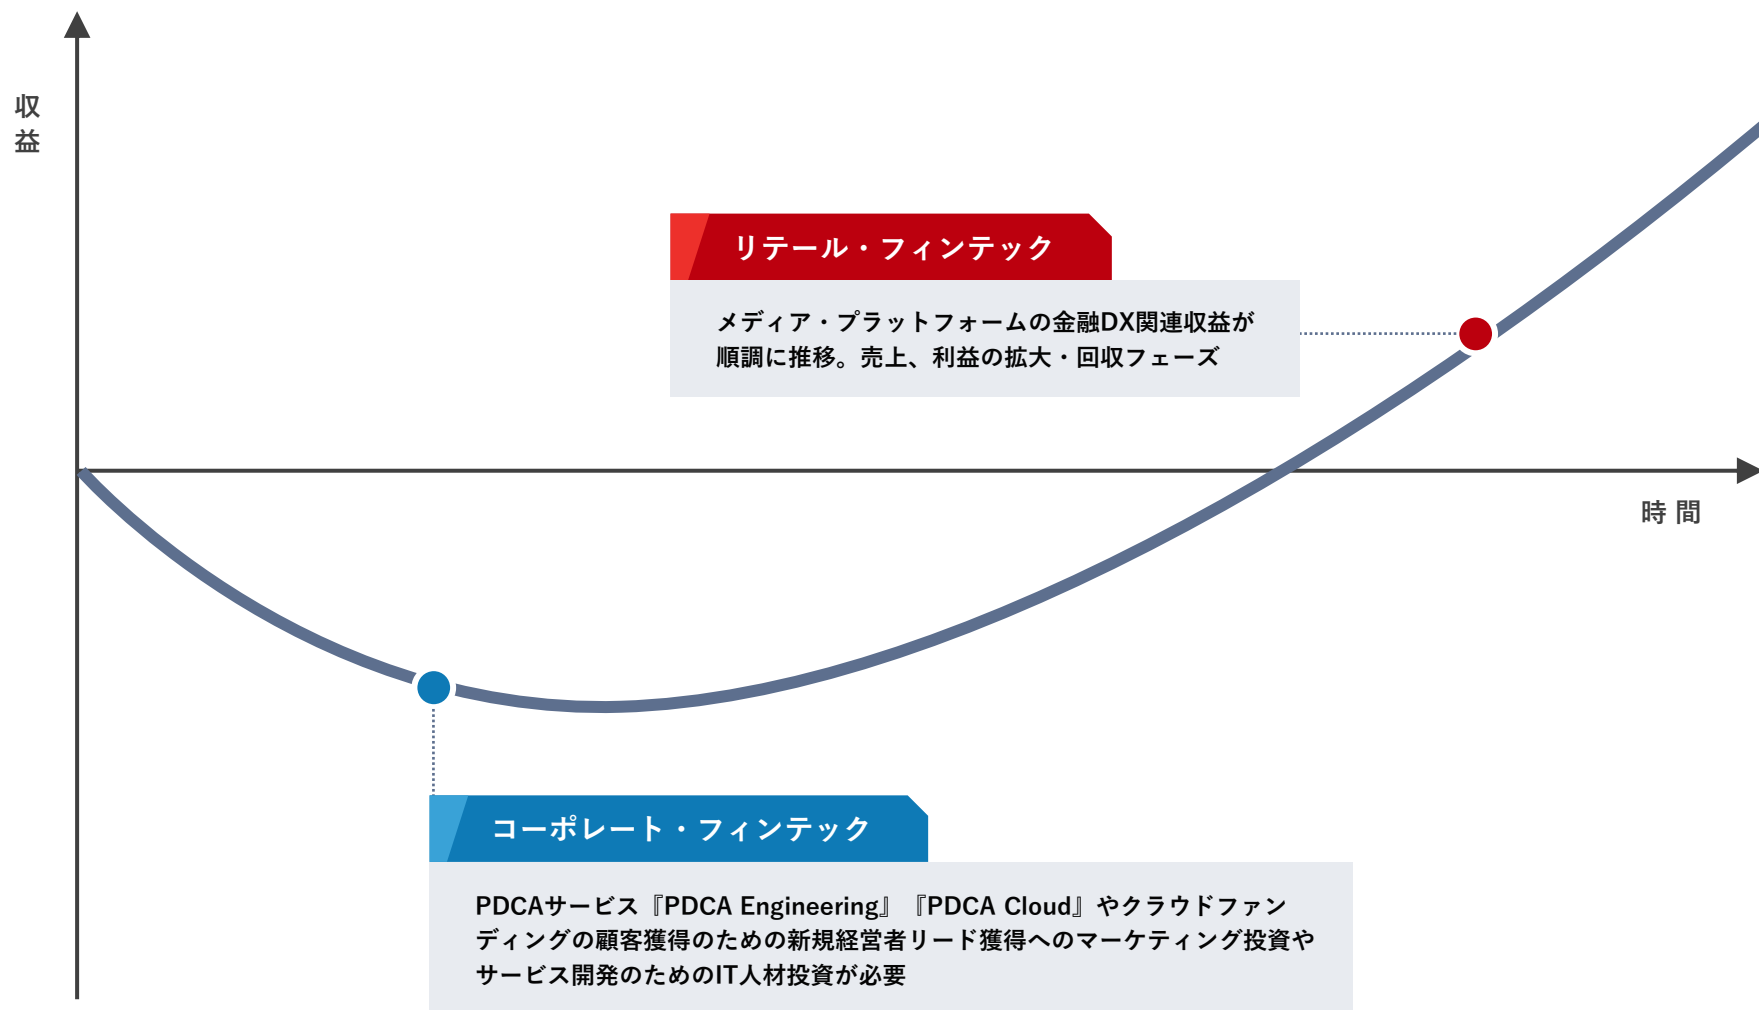 収益
リテール・フィンテック
メディア・プラットフォームの金融DX関連収益が
順調に推移。売上、利益の拡大・回収フェーズ
時間
コーポレート・フィンテック
PDCAサービス『PDCA Engineering』『PDCA Cloud』やクラウドファン
ディングの顧客獲得のための新規経営者リード獲得へのマーケティング投資や
サービス開発のためのIT人材投資が必要